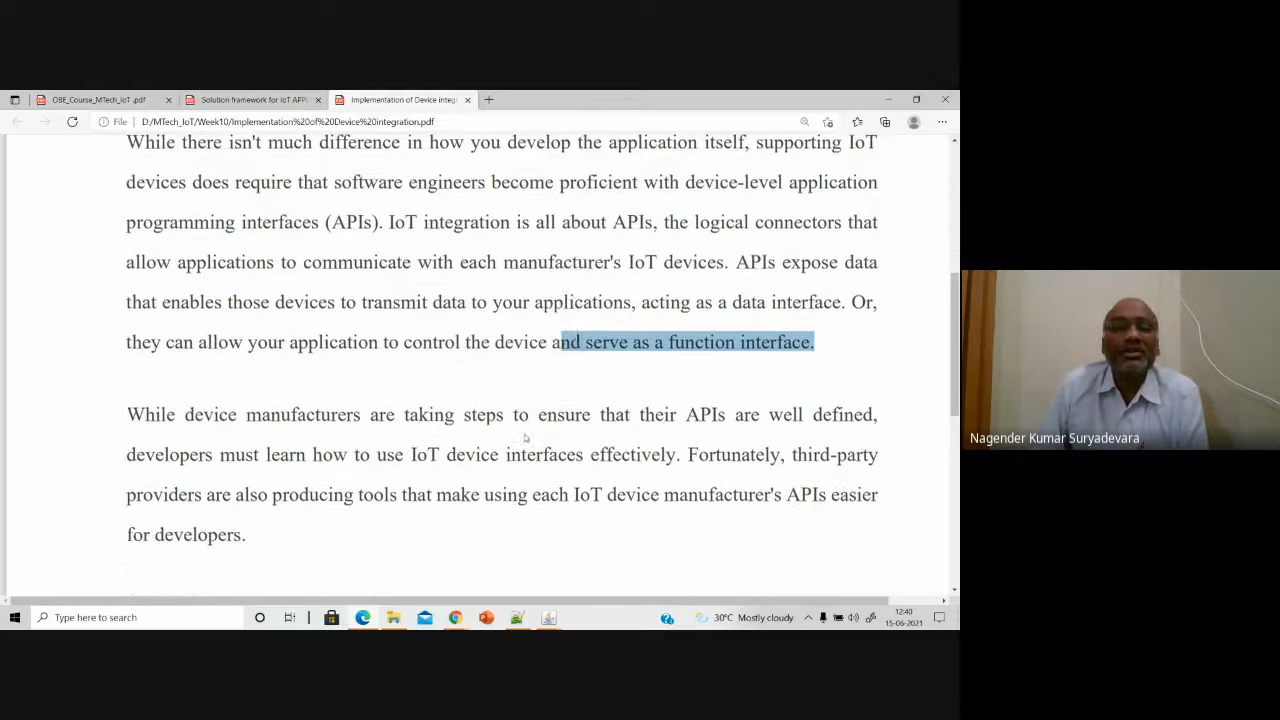 OBE_Course_MTech_IoT .pdf
Solution framework for IoT APPL
Implementation of Device integ
File
D:/MTech_IoT/Week10/Implementation%20of%20Device%20integration.pdf
While there isn't much difference in how you develop the application itself, supporting IoT
devices does require that software engineers become proficient with device-level application
programming interfaces (APIs). IoT integration is all about APIs, the logical connectors that
allow applications to communicate with each manufacturer's IoT devices. APIs expose data
that enables those devices to transmit data to your applications, acting as a data interface. Or,
they can allow your application to control the device and serve as a function interface.
While device manufacturers are taking steps to ensure that their APIs are well defined,
developers must learn how to use IoT device interfaces effectively. Fortunately, third-party
providers are also producing tools that make using each IoT device manufacturer's APIs easier
for developers.
Nagender Kumar Suryadevara
Type here to search
30°C Mostly cloudy
12:40
15-06-2021